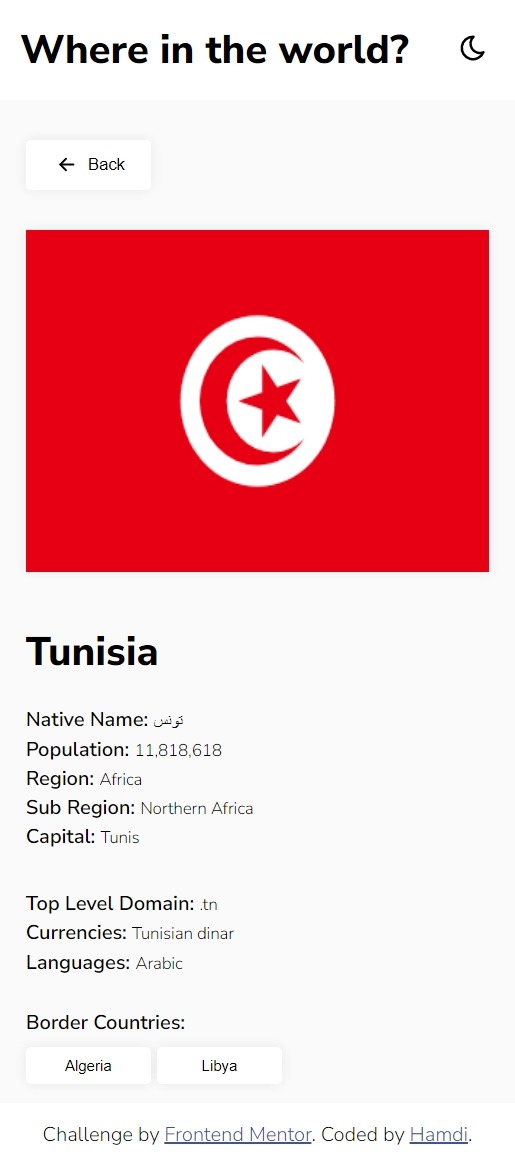 Where in the world?
Back
Tunisia
Native Name: تونس
Population: 11,818,618
Region: Africa
Sub Region: Northern Africa
Capital: Tunis
Top Level Domain: .tn
Currencies: Tunisian dinar
Languages: Arabic
Border Countries:
Algeria Libya
Challenge by Frontend Mentor. Coded by Hamdi.